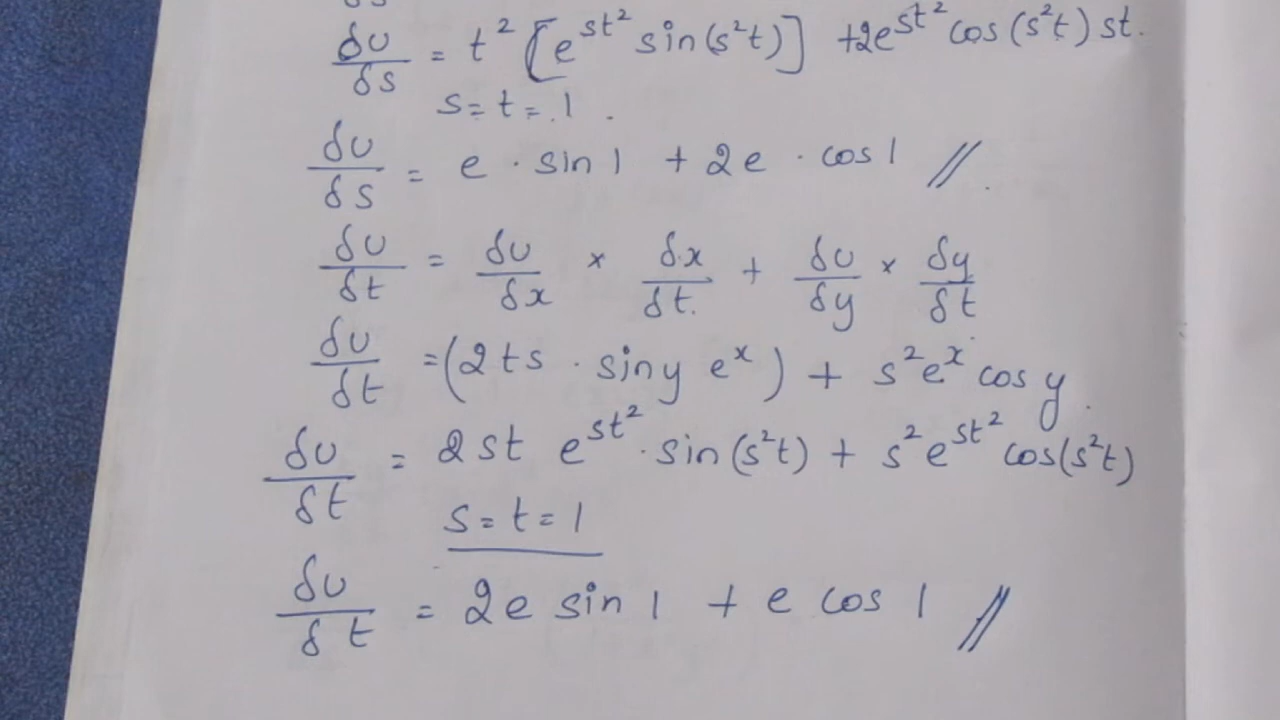 δs
δu/δs = t² [e^{st²} sin(s²t)] + 2e^{st²} cos(s²t) st.
s = t = 1.
δu/δs = e · sin 1 + 2e · cos 1 //.
δu/δt = δu/δx × δx/δt + δu/δy × δy/δt
δu/δt = (2ts · siny e^x) + s²e^x cos y.
δu/δt = 2st e^{st²} · sin(s²t) + s²e^{st²} cos(s²t)
s = t = 1
δu/δt = 2e sin 1 + e cos 1 //